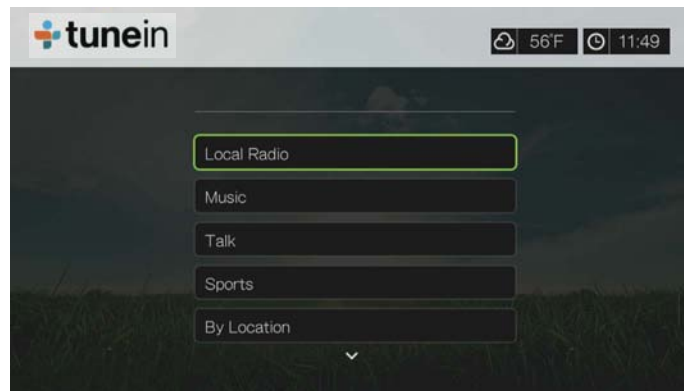 tunein
56°F 11:49
Local Radio
Music
Talk
Sports
By Location